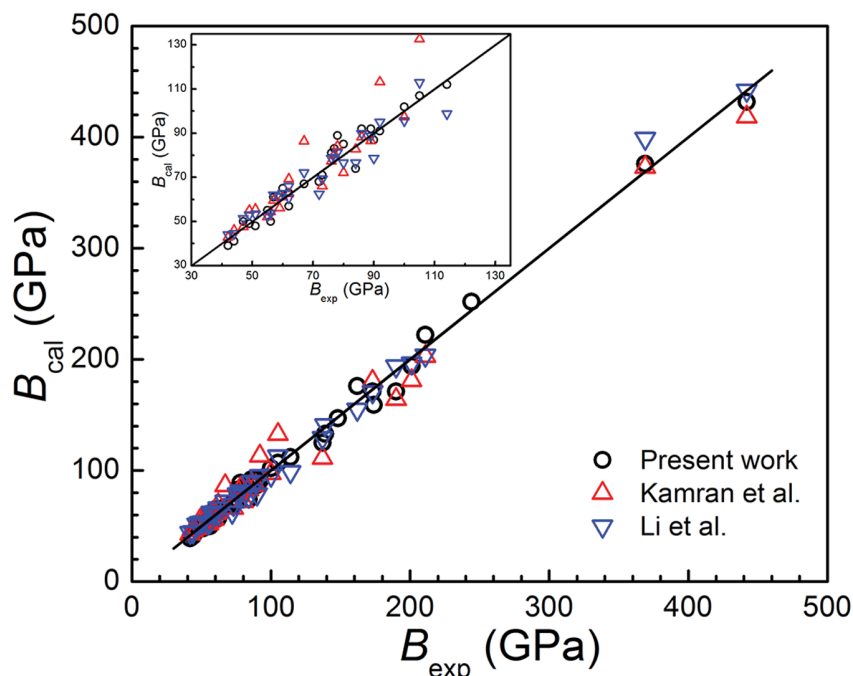 500
400
300
200
100
0
B_cal (GPa)
130
110
90
70
50
30
B_cal (GPa)
30 50 70 90 110 130
B_exp (GPa)
Present work
Kamran et al.
Li et al.
0 100 200 300 400 500
B_exp (GPa)